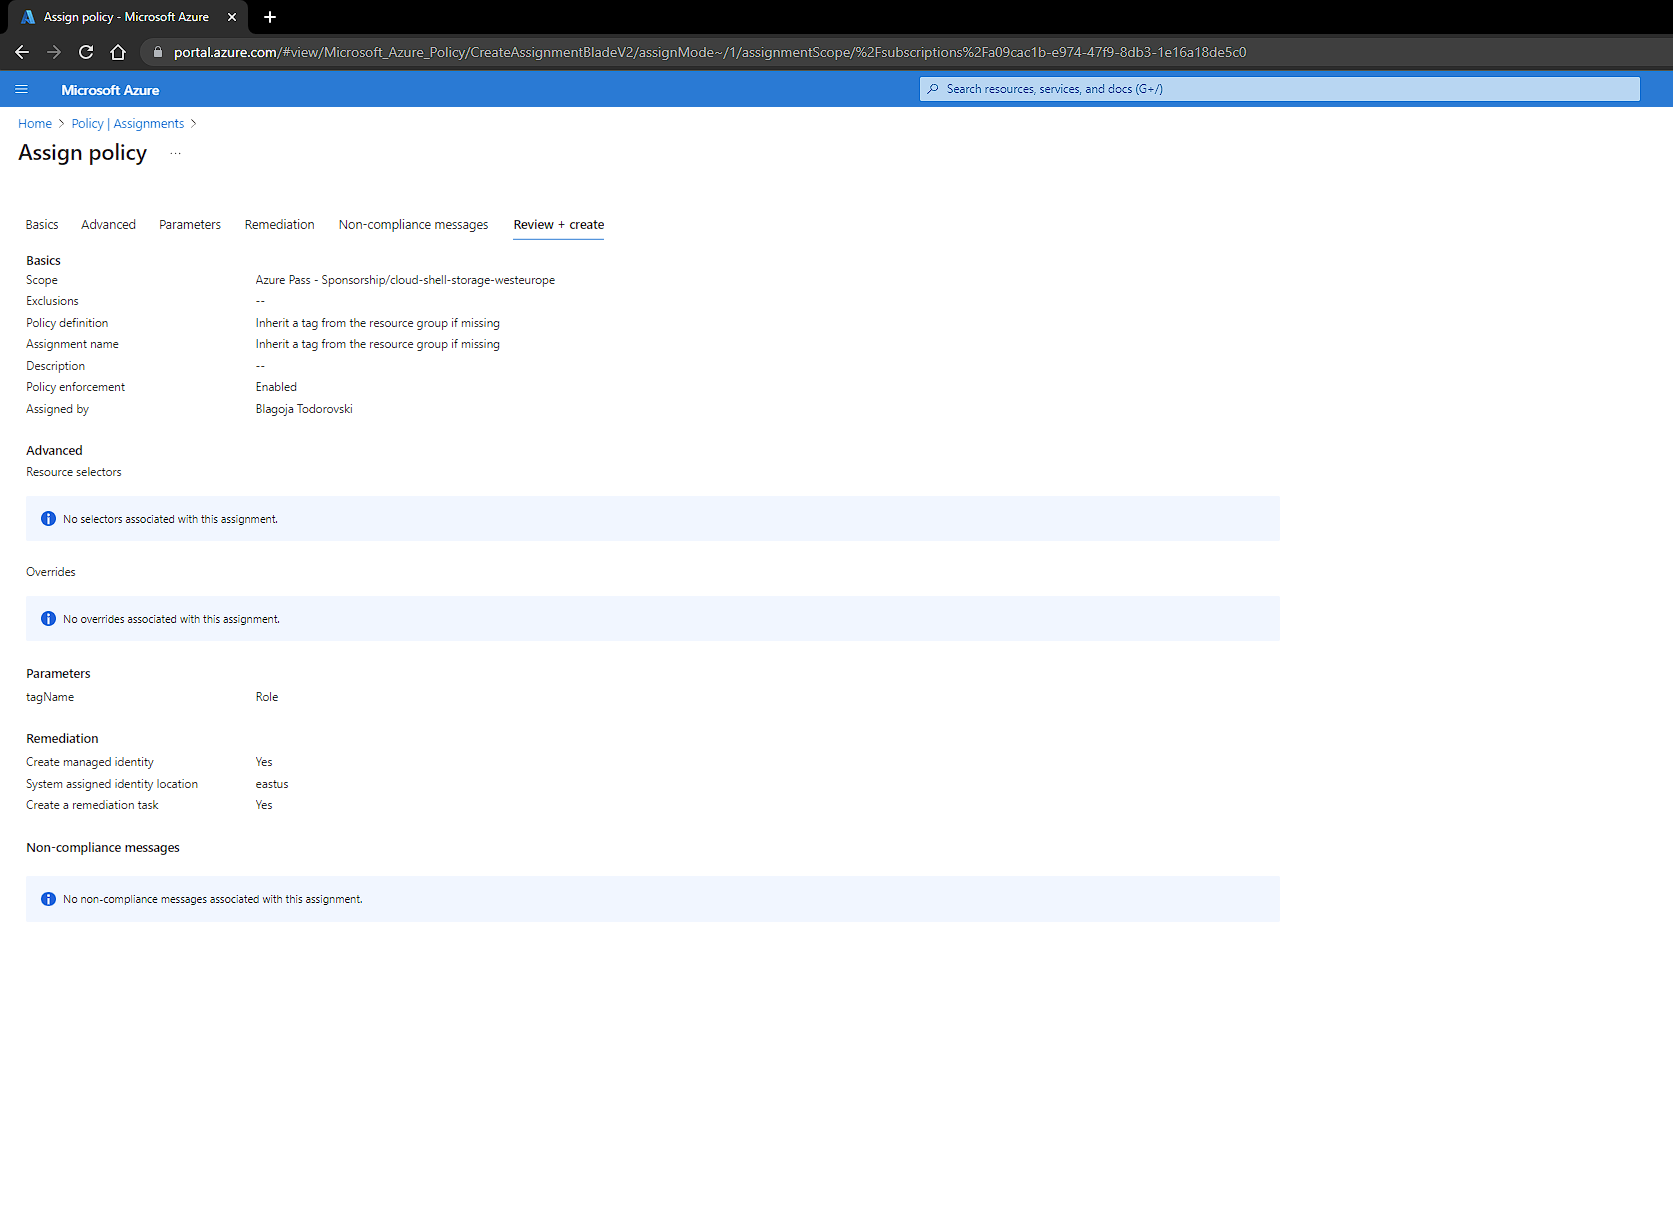 Assign policy - Microsoft Azure
portal.azure.com/#view/Microsoft_Azure_Policy/CreateAssignmentBladeV2/assignMode~/1/assignmentScope/%2Fsubscriptions%2Fa09cac1b-e974-47f9-8db3-1e16a18de5c0
Microsoft Azure
Search resources, services, and docs (G+/)
Home > Policy | Assignments >
Assign policy ...
Basics Advanced Parameters Remediation Non-compliance messages Review + create
Basics
Scope Azure Pass - Sponsorship/cloud-shell-storage-westeurope
Exclusions --
Policy definition Inherit a tag from the resource group if missing
Assignment name Inherit a tag from the resource group if missing
Description --
Policy enforcement Enabled
Assigned by Blagoja Todorovski
Advanced
Resource selectors
No selectors associated with this assignment.
Overrides
No overrides associated with this assignment.
Parameters
tagName Role
Remediation
Create managed identity Yes
System assigned identity location eastus
Create a remediation task Yes
Non-compliance messages
No non-compliance messages associated with this assignment.